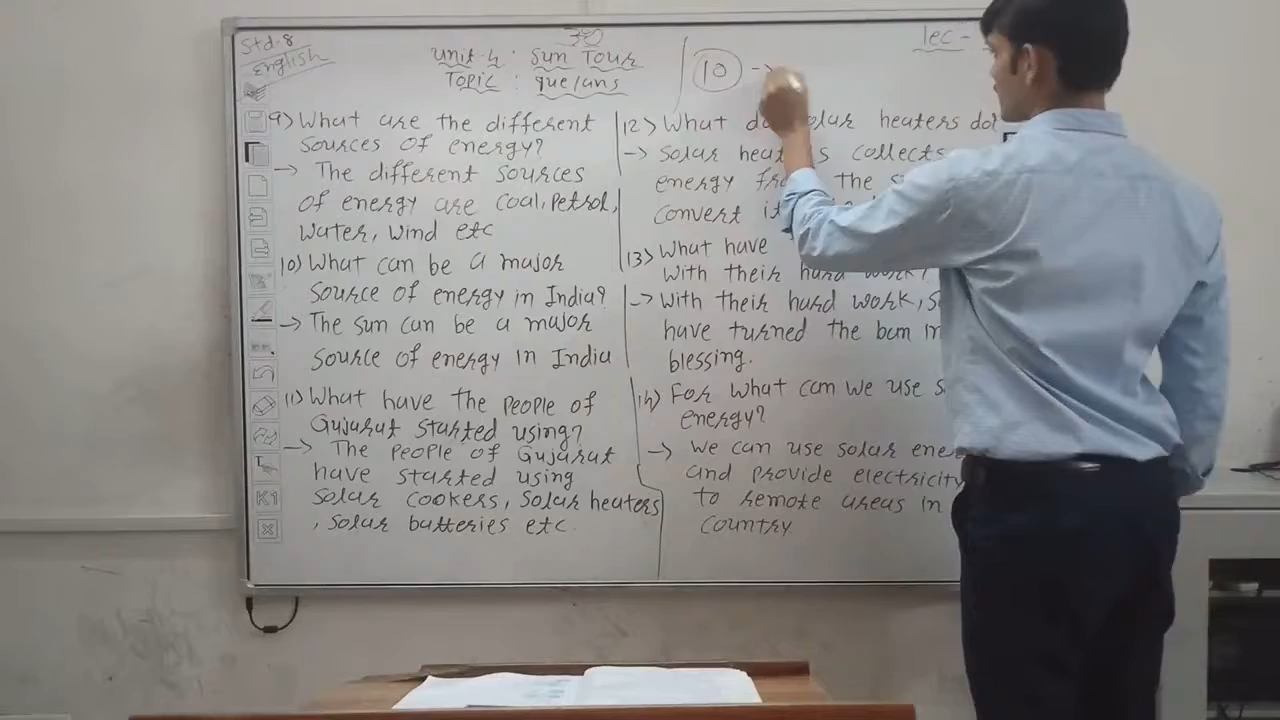 Std-8
English
Unit-4 : Sun Tour
Topic : que/ans
10 →
lec -
9) What are the different
sources of energy?
→ The different sources
of energy are coal, Petrol,
water, wind etc
10) What can be a major
source of energy in India?
→ The sun can be a major
source of energy in India
11) What have the people of
Gujarat started using?
→ The people of Gujarat
have started using
solar cookers, solar heaters
, solar batteries etc.
12) What do solar heaters do?
→ solar heaters collects
energy from the
convert it
13) What have
with their hard work?
→ With their hard work,
have turned the ban
blessing.
14) For what can we use
energy?
→ We can use solar
and provide electricity
to remote areas in
country.
T
K1